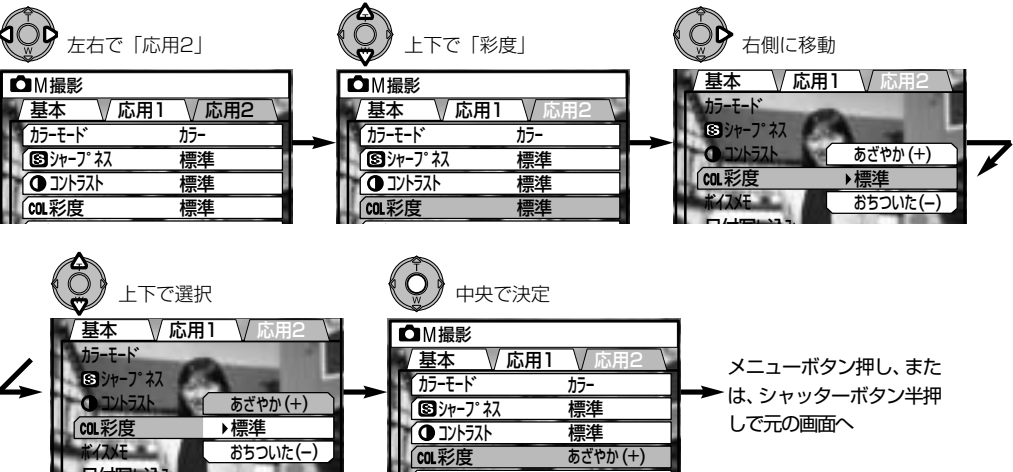 左右で「応用2」
M撮影
基本 応用1 応用2
カラーモード カラー
Sシャープネス 標準
コントラスト 標準
COL彩度 標準
上下で「彩度」
M撮影
基本 応用1 応用2
カラーモード カラー
Sシャープネス 標準
コントラスト 標準
COL彩度 標準
右側に移動
基本 応用1 応用2
カラーモード
Sシャープネス
コントラスト あざやか(+)
COL彩度 標準
ボイスメモ おちついた(−)
上下で選択
基本 応用1 応用2
カラーモード
Sシャープネス
コントラスト あざやか(+)
COL彩度 標準
ボイスメモ おちついた(−)
中央で決定
M撮影
基本 応用1 応用2
カラーモード カラー
Sシャープネス 標準
コントラスト 標準
COL彩度 あざやか(+)
メニューボタン押し、また
は、シャッターボタン半押
しで元の画面へ